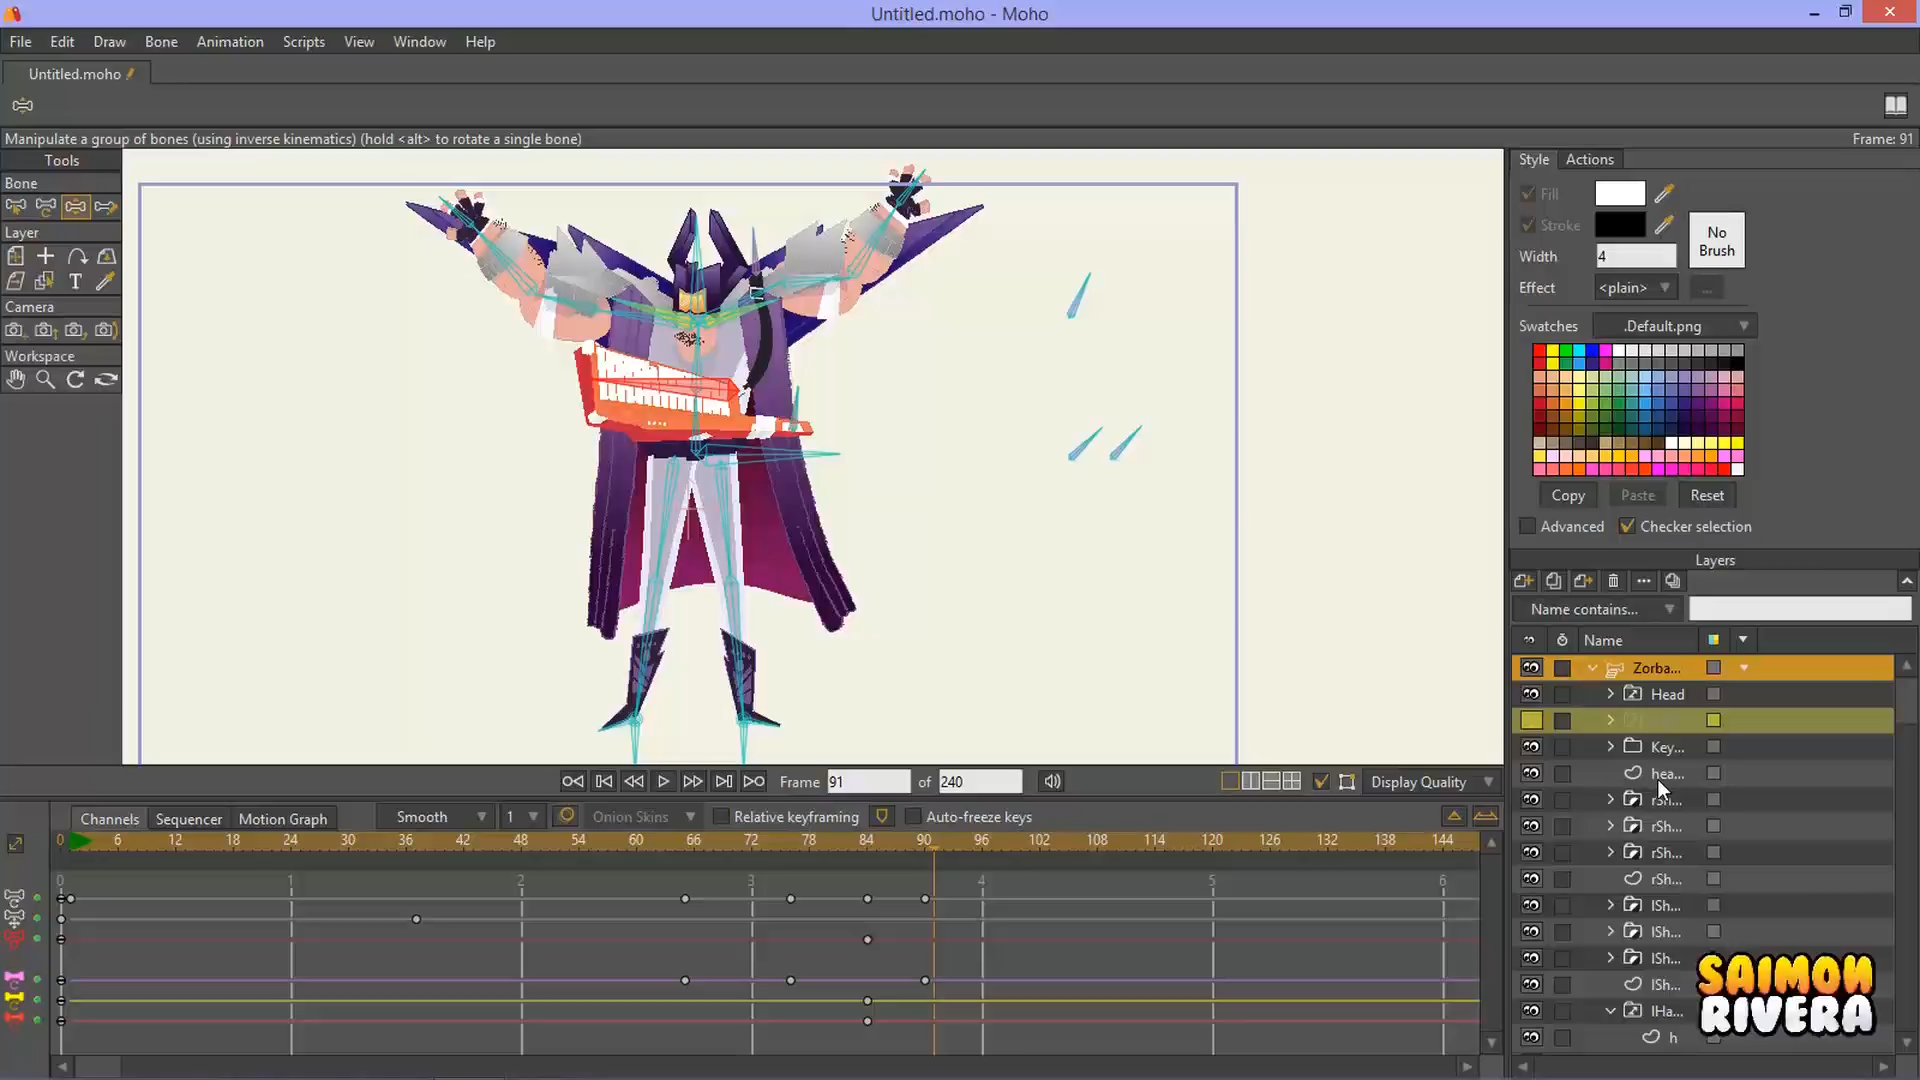 Untitled.moho - Moho
File Edit Draw Bone Animation Scripts View Window Help
Untitled.moho
Manipulate a group of bones (using inverse kinematics) (hold <alt> to rotate a single bone) Frame: 91
Tools
Bone
Layer
Camera
Workspace
Style Actions
Fill
Stroke
No
Brush
Width 4
Effect <plain> ...
Swatches .Default.png
Copy Paste Reset
Advanced Checker selection
Layers
Name contains...
Name
Zorba...
Head
Key...
hea...
rSh...
rSh...
rSh...
rSh...
lSh...
lSh...
lSh...
lSh...
lHa...
h
SAIMON
RIVERA
Frame 91 of 240 Display Quality
Channels Sequencer Motion Graph Smooth 1 Onion Skins Relative keyframing Auto-freeze keys
0 6 12 18 24 30 36 42 48 54 60 66 72 78 84 90 96 102 108 114 120 126 132 138 144
0 1 2 3 4 5 6